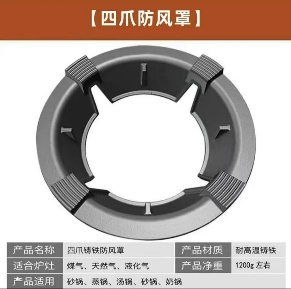 【四爪防风罩】
产品名称 四爪铸铁防风罩 产品材质 耐高温铸铁
适合炉灶 煤气、天然气、液化气 产品净重 1200g 左右
产品适用 砂锅、蒸锅、汤锅、砂锅、奶锅